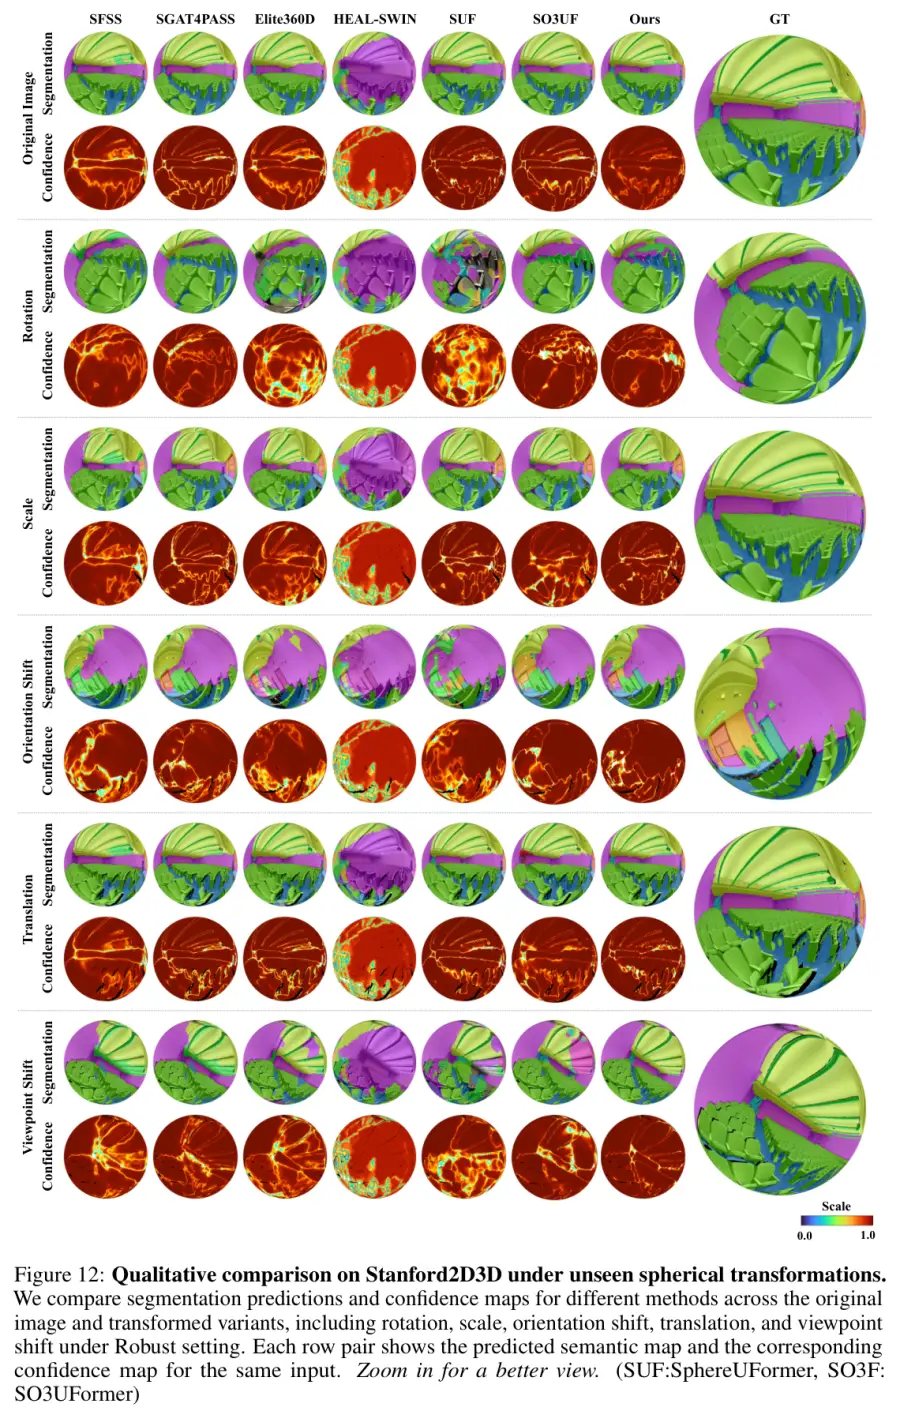 SFSS SGAT4PASS Elite360D HEAL-SWIN SUF SO3UF Ours GT
Original Image
Segmentation
Confidence
Rotation
Segmentation
Confidence
Scale
Segmentation
Confidence
Orientation Shift
Segmentation
Confidence
Translation
Segmentation
Confidence
Viewpoint Shift
Segmentation
Confidence
Scale
0.0 1.0
Figure 12: Qualitative comparison on Stanford2D3D under unseen spherical transformations.
We compare segmentation predictions and confidence maps for different methods across the original
image and transformed variants, including rotation, scale, orientation shift, translation, and viewpoint
shift under Robust setting. Each row pair shows the predicted semantic map and the corresponding
confidence map for the same input. Zoom in for a better view. (SUF:SphereUFormer, SO3F:
SO3UFormer)